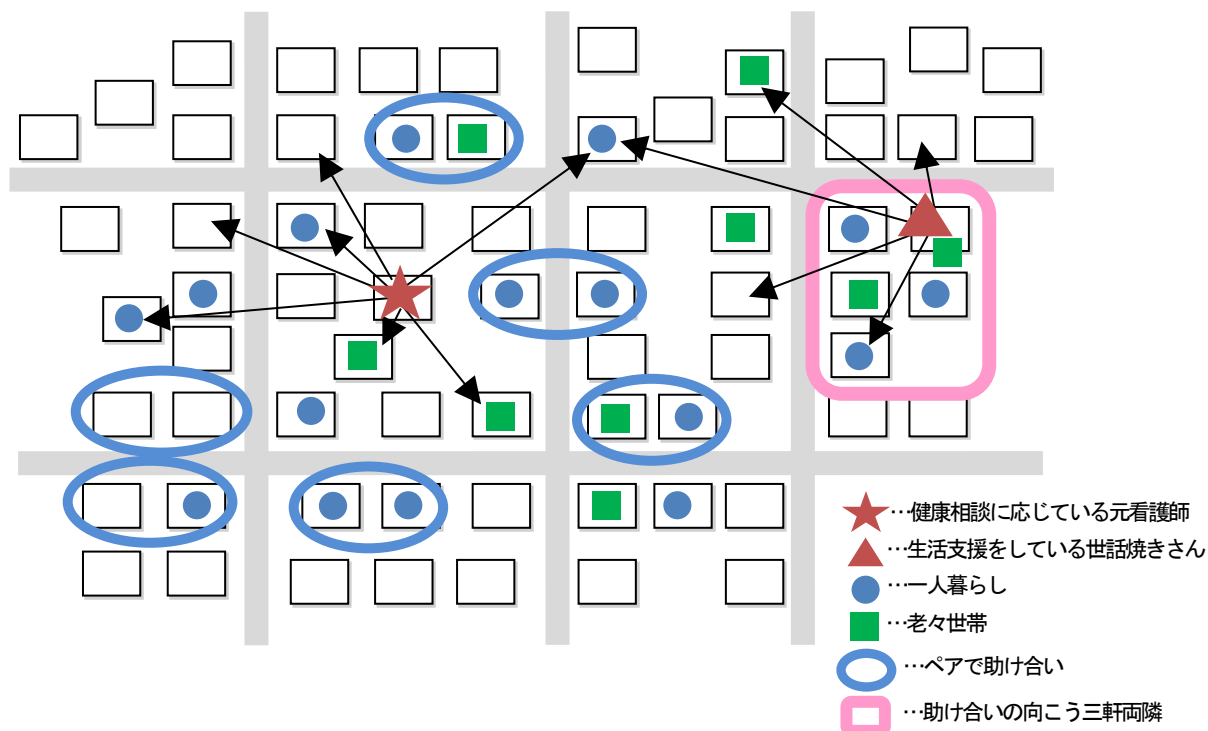 …健康相談に応じている元看護師
…生活支援をしている世話焼きさん
…一人暮らし
…老々世帯
…ペアで助け合い
…助け合いの向こう三軒両隣